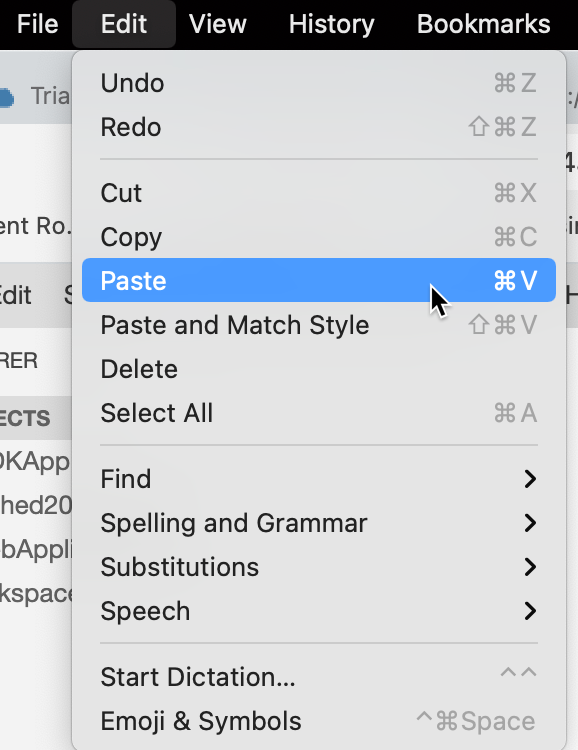 File Edit View History Bookmarks
Tria
Undo ⌘Z
Redo ⇧⌘Z
Cut ⌘X
4.
ent Ro.
Copy ⌘C
Edit
Paste ⌘V
H
Paste and Match Style ⇧⌘V
RER
Delete
ECTS
Select All ⌘A
OKApp
Find
hed20
Spelling and Grammar
bAppli
Substitutions
kspace
Speech
Start Dictation... ^^
Emoji & Symbols ^⌘Space